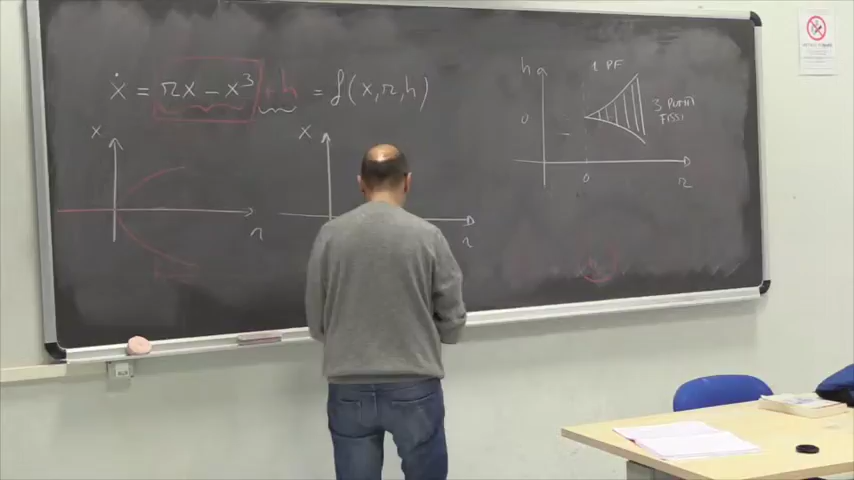 ẋ = rx - x³ + h = f(x, r, h)
x
r
x
r
h
1 PF
3 PUNTI
FISSI
0
0
r